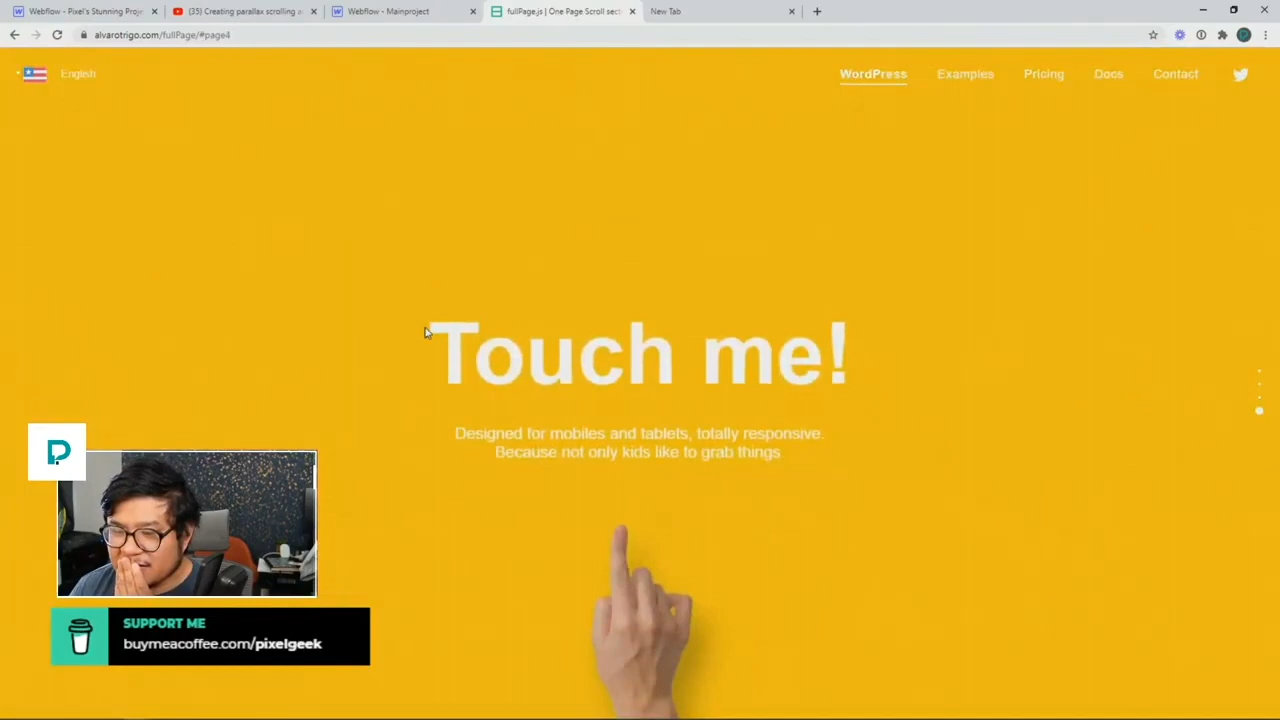 Webflow - Pixel's Stunning Proje
(35) Creating parallax scrolling a
Webflow - Mainproject
fullPage.js | One Page Scroll sect
New Tab
alvarotrigo.com/fullPage/#page4
English
WordPress
Examples
Pricing
Docs
Contact
Touch me!
Designed for mobiles and tablets, totally responsive.
Because not only kids like to grab things
SUPPORT ME
buymeacoffee.com/pixelgeek